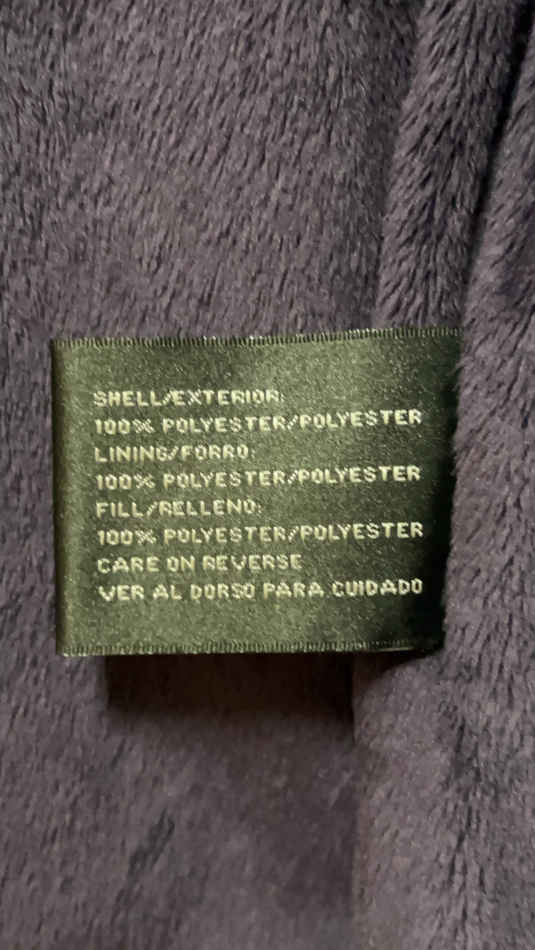 SHELL/EXTERIOR:
100% POLYESTER/POLYESTER
LINING/FORRO:
100% POLYESTER/POLYESTER
FILL/RELLENO:
100% POLYESTER/POLYESTER
CARE ON REVERSE
VER AL DORSO PARA CUIDADO